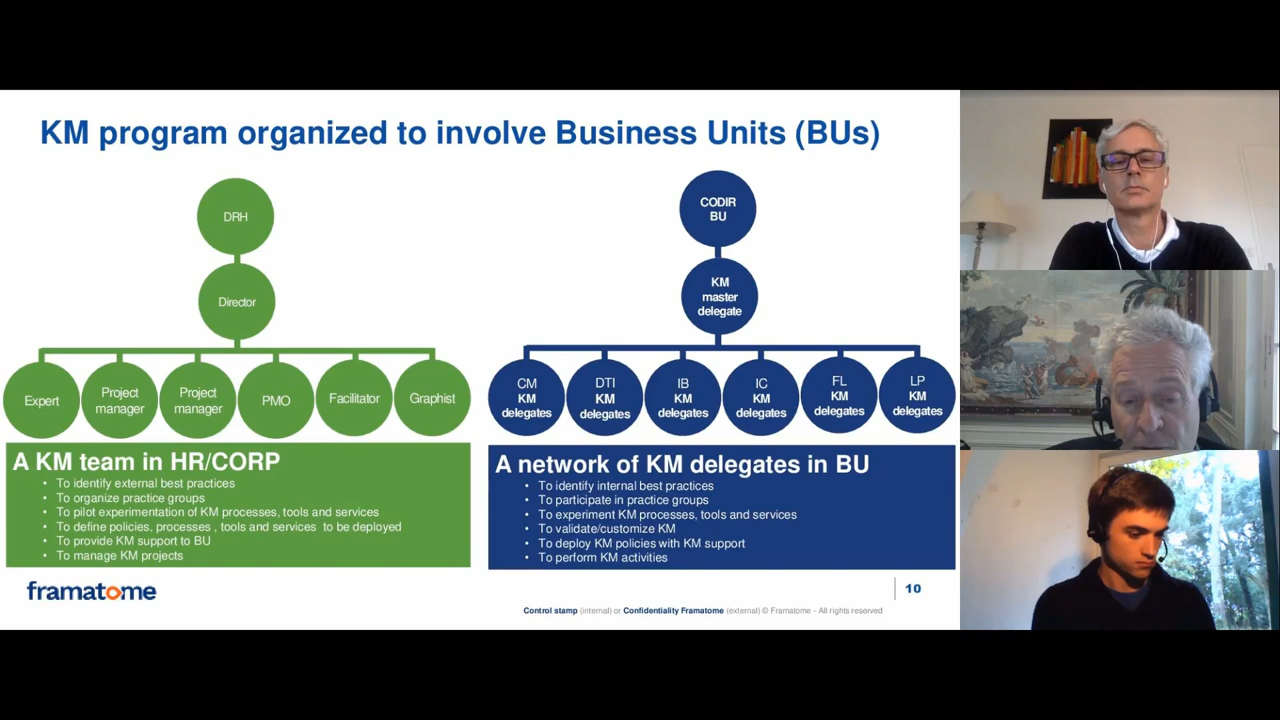 KM program organized to involve Business Units (BUs)
DRH
Director
Expert
Project
manager
Project
manager
PMO
Facilitator
Graphist
A KM team in HR/CORP
• To identify external best practices
• To organize practice groups
• To pilot experimentation of KM processes, tools and services
• To define policies, processes , tools and services to be deployed
• To provide KM support to BU
• To manage KM projects
CODIR
BU
KM
master
delegate
CM
KM
delegates
DTI
KM
delegates
IB
KM
delegates
IC
KM
delegates
FL
KM
delegates
LP
KM
delegates
A network of KM delegates in BU
• To identify internal best practices
• To participate in practice groups
• To experiment KM processes, tools and services
• To validate/customize KM
• To deploy KM policies with KM support
• To perform KM activities
framatome
10
Control stamp (internal) or Confidentiality Framatome (external) © Framatome - All rights reserved